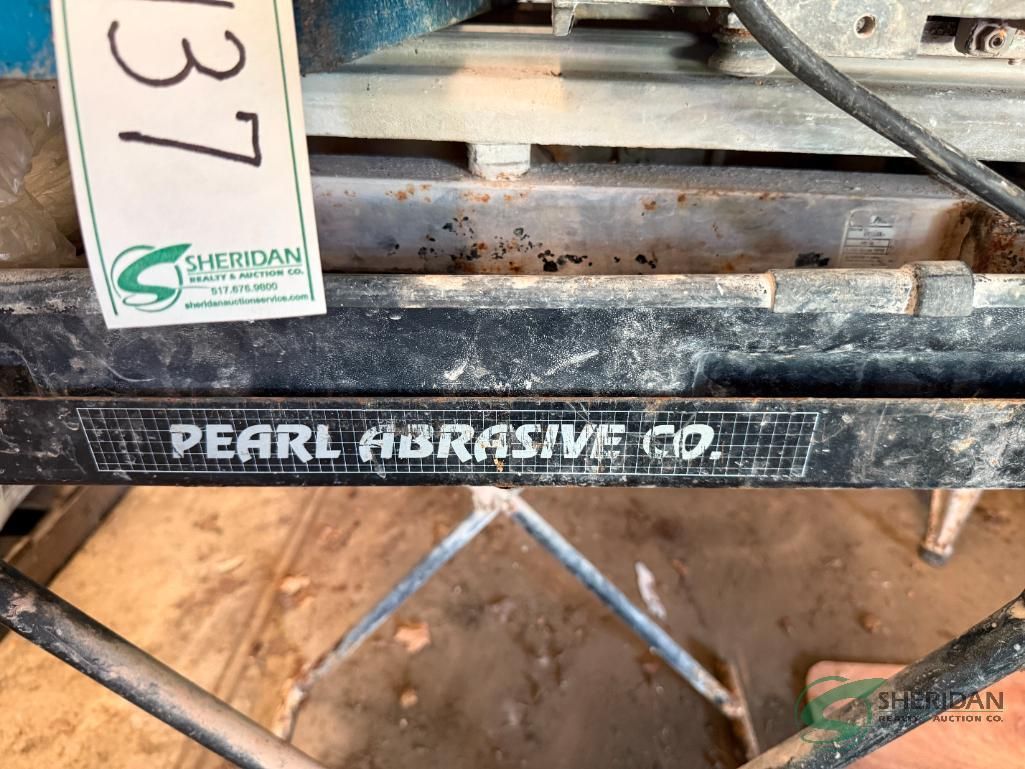 137
SHERIDAN
REALTY & AUCTION CO.
517.676.9800
sheridanauctionservice.com
PEARL ABRASIVE CO.
SHERIDAN
REALTY & AUCTION CO.